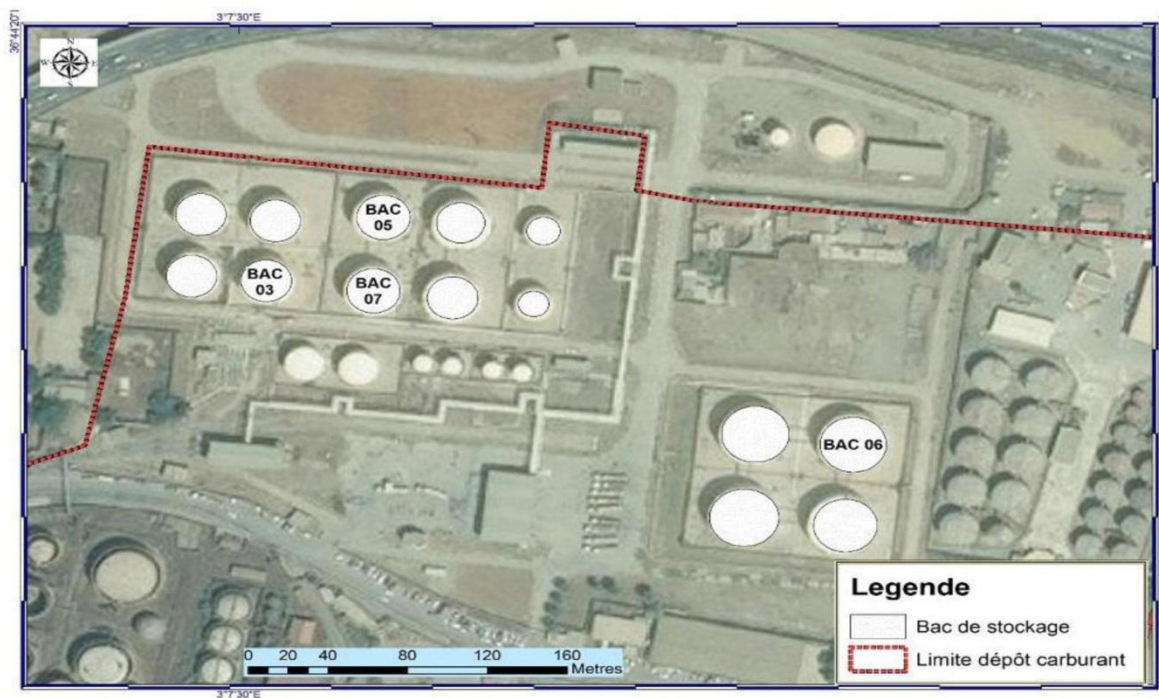 3°7'30"E
36°44'20"1
N
W
E
S
BAC
05
BAC
03
BAC
07
BAC 06
Legende
Bac de stockage
Limite dépôt carburant
0 20 40 80 120 160
Metres
3°7'30"E